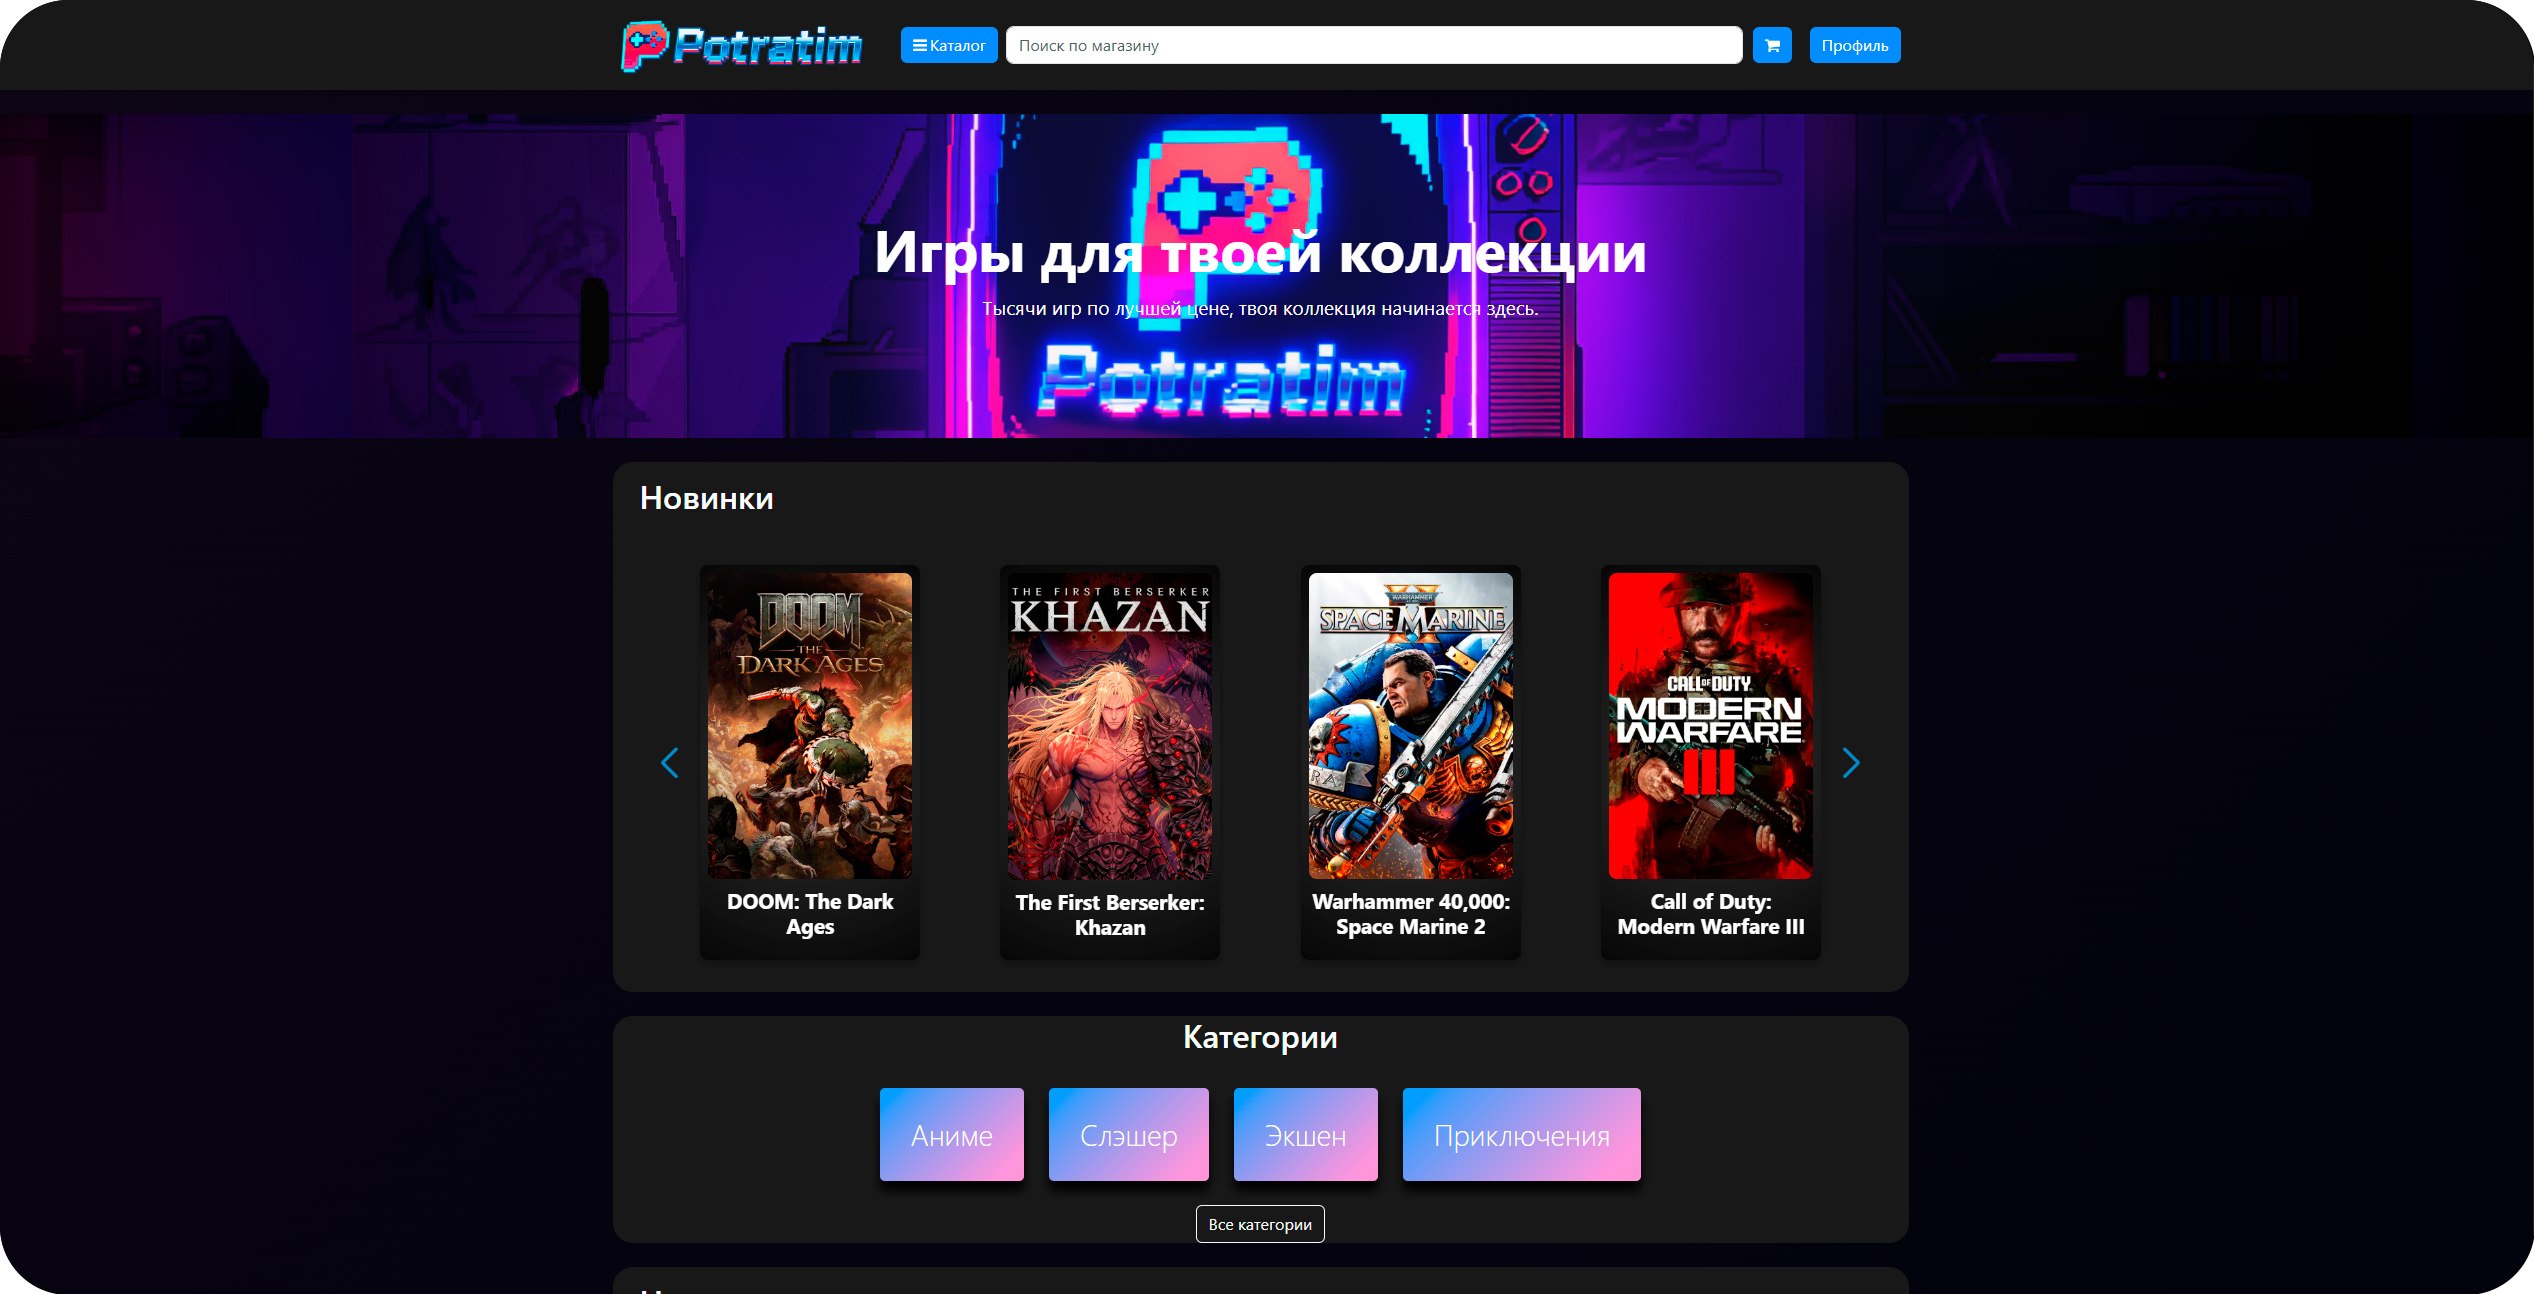 Potratim
Каталог
Поиск по магазину
Профиль
Игры для твоей коллекции
Тысячи игр по лучшей цене, твоя коллекция начинается здесь.
Potratim
Новинки
DOOM
THE
DARK AGES
DOOM: The Dark
Ages
THE FIRST BERSERKER
KHAZAN
The First Berserker:
Khazan
WARHAMMER
SPACE MARINE
II
Warhammer 40,000:
Space Marine 2
CALL OF DUTY
MODERN
WARFARE
III
Call of Duty:
Modern Warfare III
Категории
Аниме
Слэшер
Экшен
Приключения
Все категории